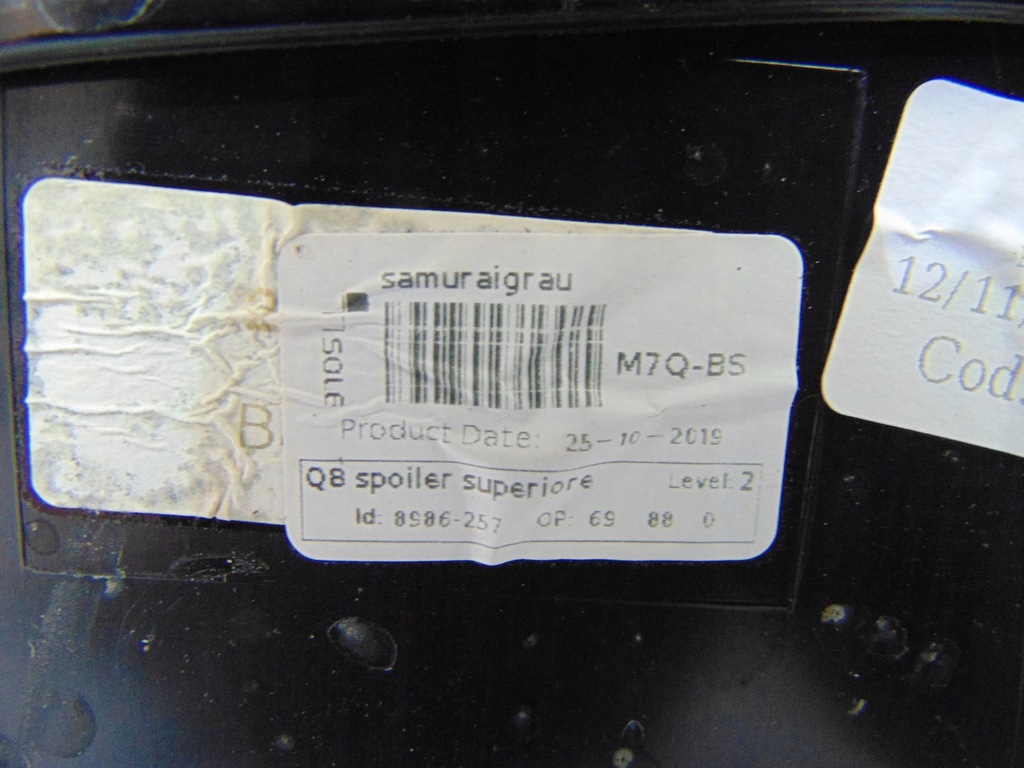 samuraigrau
M7Q-BS
Product Date: 25-10-2019
Q8 spoiler superiore Level: 2
Id: 8986-257 OP: 69 88 0
B
12/11
Cod.